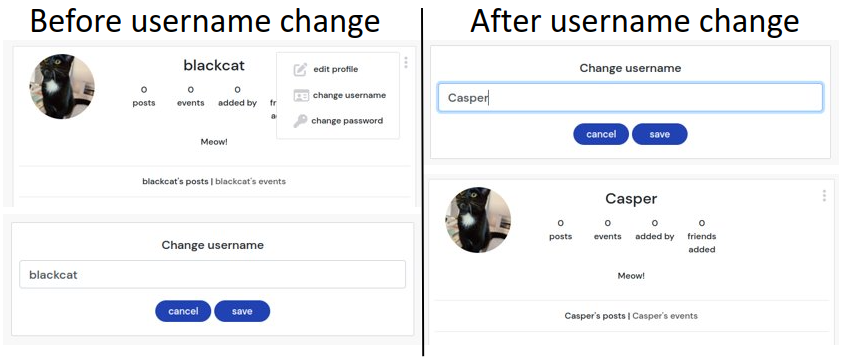 Before username change
blackcat
edit profile
change username
change password
0 0 0
posts events added by
Meow!
blackcat's posts | blackcat's events
Change username
blackcat
cancel save
After username change
Change username
Casper
cancel save
Casper
0 0 0 0
posts events added by friends
added
Meow!
Casper's posts | Casper's events